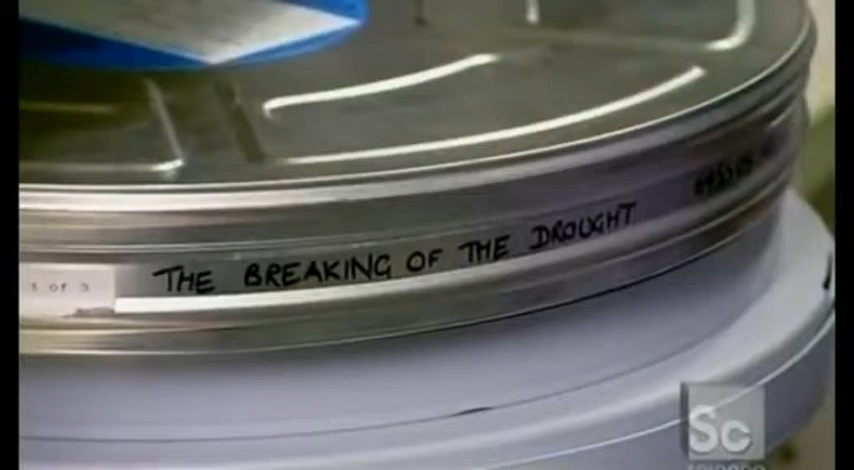 THE BREAKING OF THE DROUGHT
1 of 3
Sc